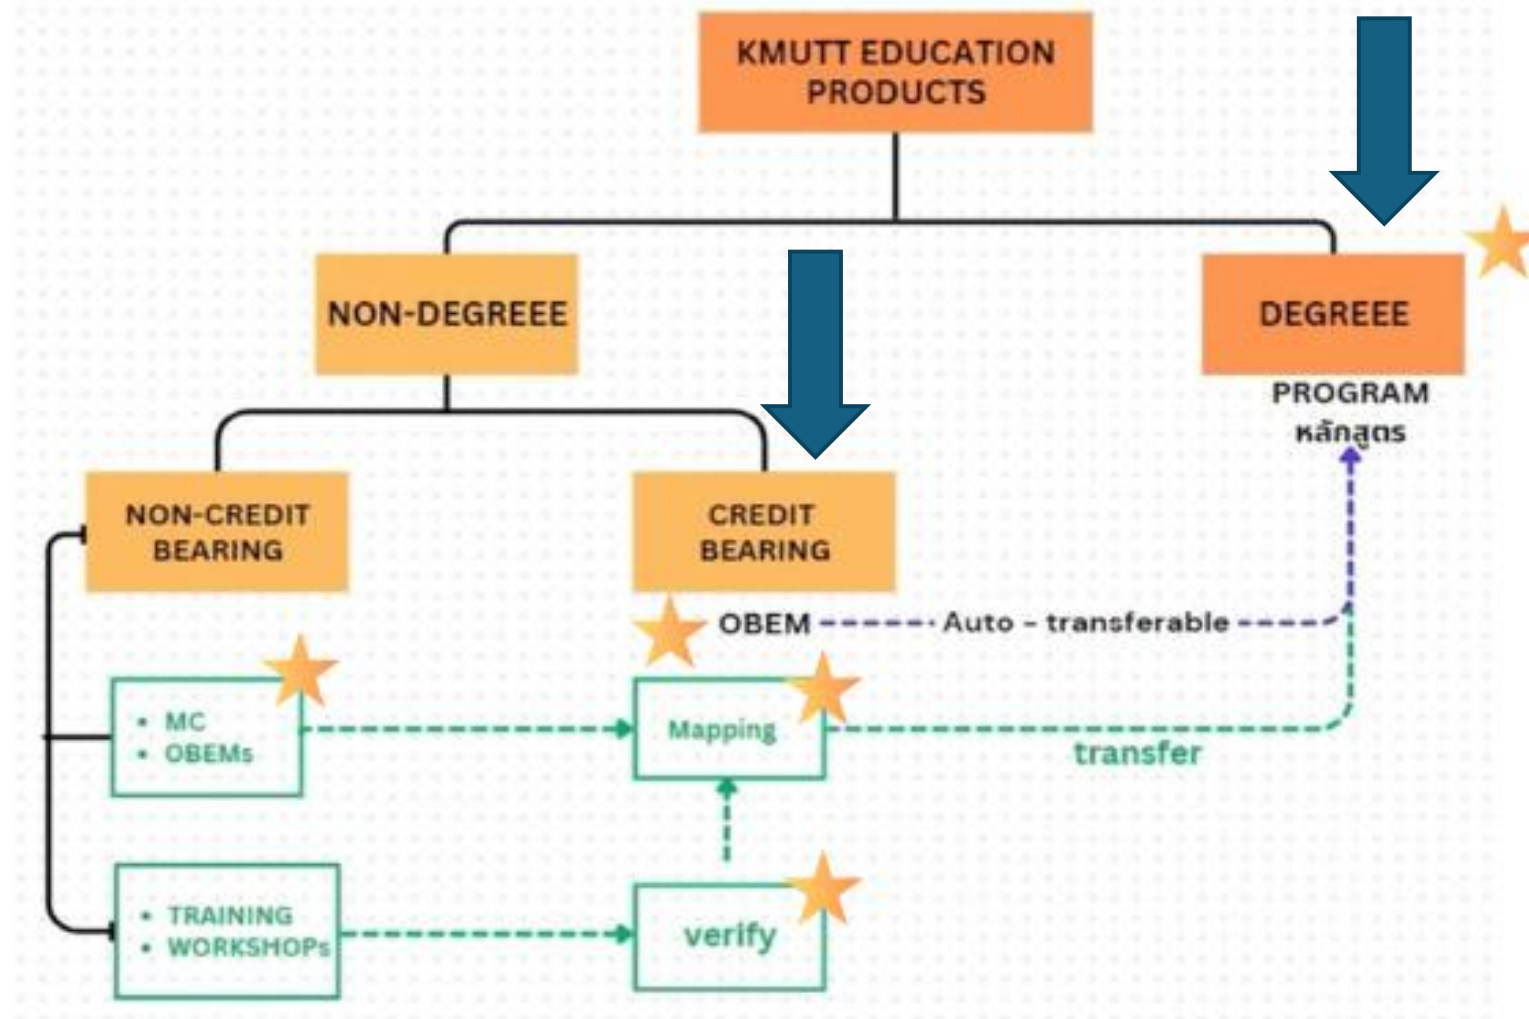 KMUTT EDUCATION
PRODUCTS
NON-DEGREEE
DEGREEE
PROGRAM
หลักสูตร
NON-CREDIT
BEARING
CREDIT
BEARING
OBEM
Auto - transferable
• MC
• OBEMs
Mapping
transfer
• TRAINING
• WORKSHOPs
verify